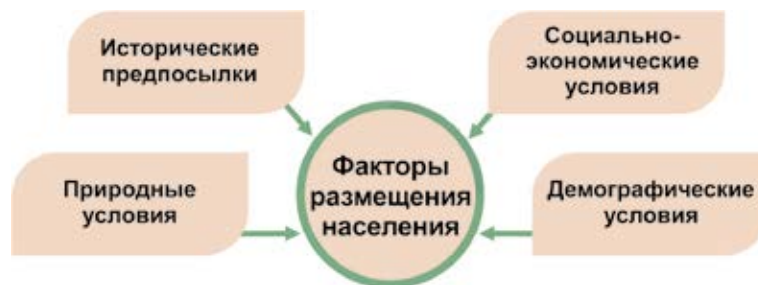 Исторические
предпосылки
Социально-
экономические
условия
Природные
условия
Факторы
размещения
населения
Демографические
условия